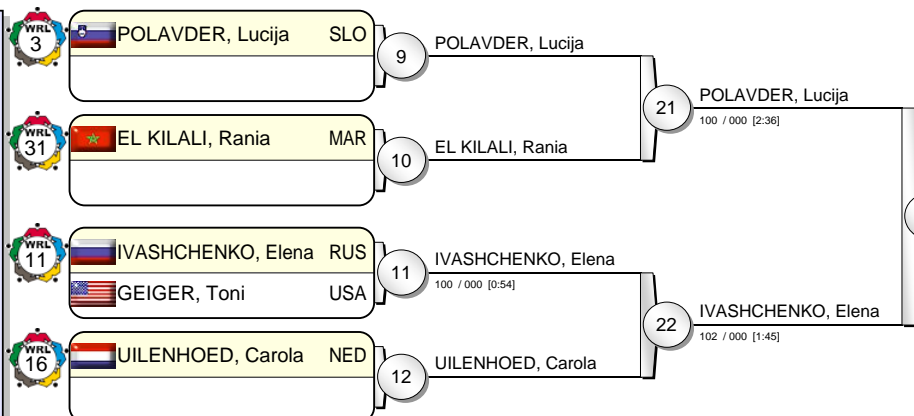 WRL 3 POLAVDER, Lucija SLO
9 POLAVDER, Lucija
21 POLAVDER, Lucija
100 / 000 [2:36]
WRL 31 EL KILALI, Rania MAR
10 EL KILALI, Rania
WRL 11 IVASHCHENKO, Elena RUS
GEIGER, Toni USA
11 IVASHCHENKO, Elena
100 / 000 [0:54]
22 IVASHCHENKO, Elena
102 / 000 [1:45]
WRL 16 UILENHOED, Carola NED
12 UILENHOED, Carola